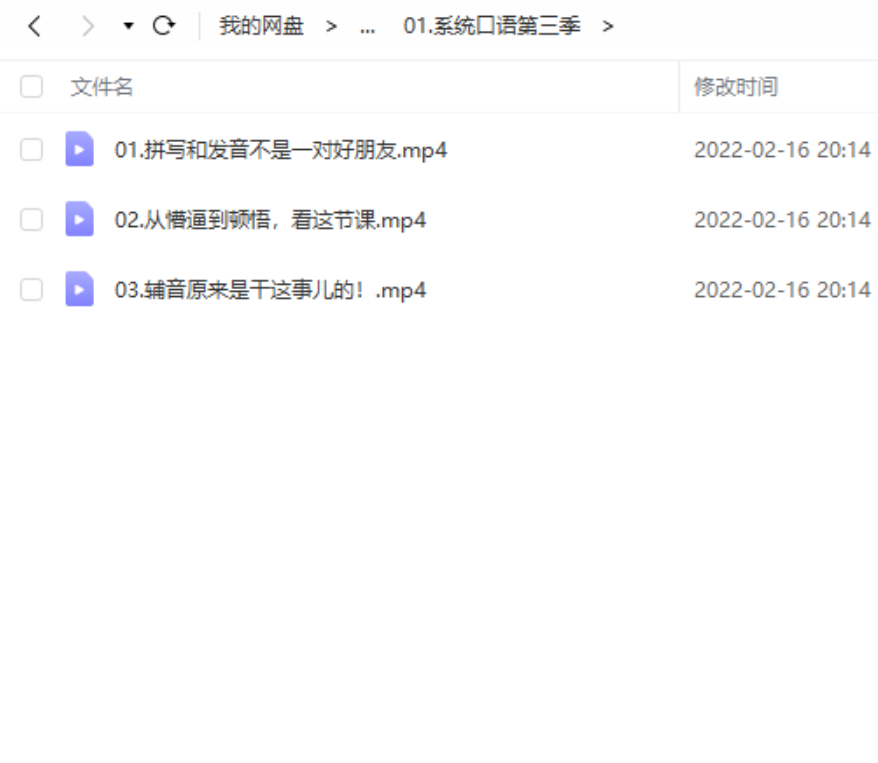 我的网盘 > ... 01.系统口语第三季 >
文件名 修改时间
01.拼写和发音不是一对好朋友.mp4 2022-02-16 20:14
02.从懵逼到顿悟，看这节课.mp4 2022-02-16 20:14
03.辅音原来是干这事儿的！.mp4 2022-02-16 20:14